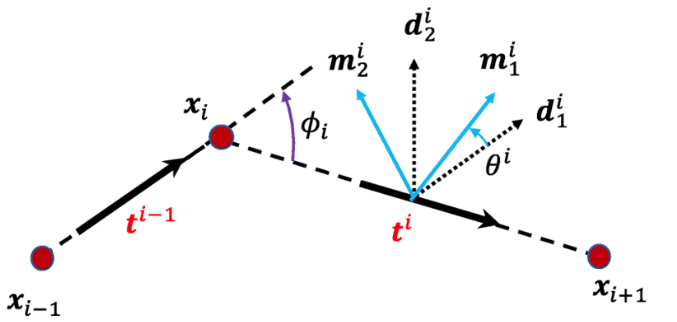 d₂ⁱ
m₂ⁱ
m₁ⁱ
xᵢ
d₁ⁱ
ϕᵢ
θⁱ
tⁱ⁻¹
tⁱ
xᵢ₋₁
xᵢ₊₁